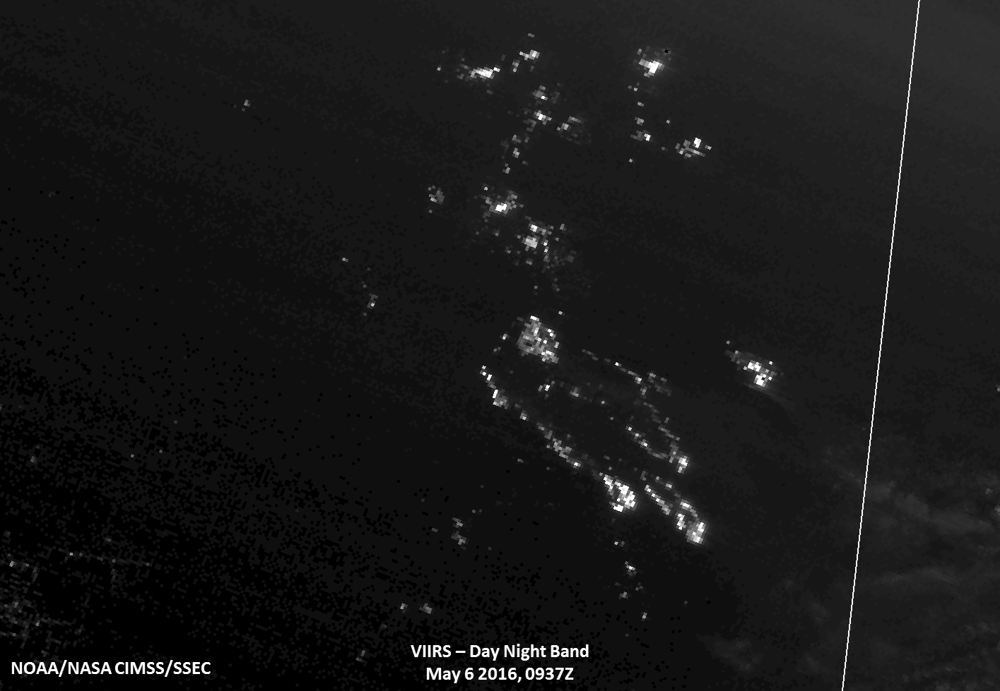 VIIRS – Day Night Band
May 6 2016, 0937Z
NOAA/NASA CIMSS/SSEC